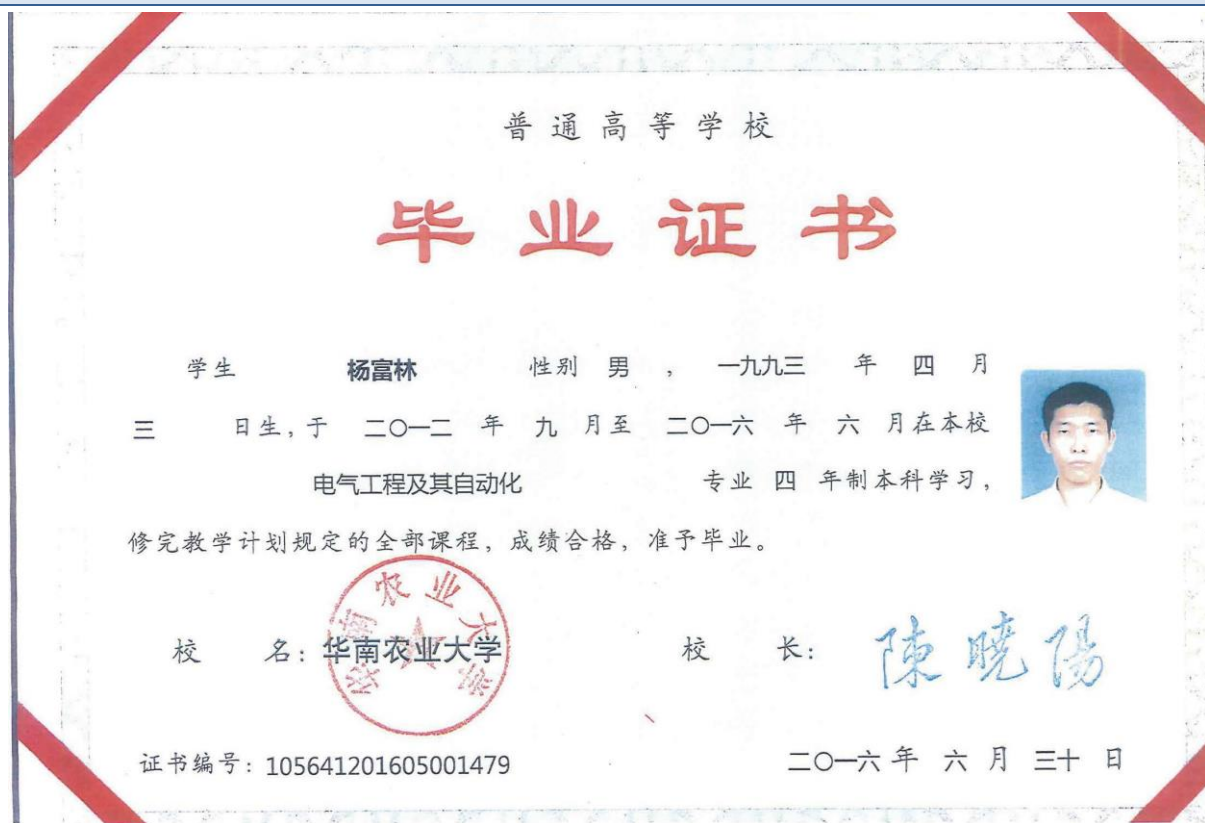 普通高等学校
毕业证书
学生 杨富林 性别 男 , 一九九三 年 四 月
三 日生,于 二〇一二 年 九 月至 二〇一六 年 六 月在本校
电气工程及其自动化 专业 四 年制本科学习,
修完教学计划规定的全部课程,成绩合格,准予毕业。
华南农业大学
校 名:华南农业大学 校 长: 陳曉陽
证书编号:105641201605001479 二〇一六 年 六 月 三十 日